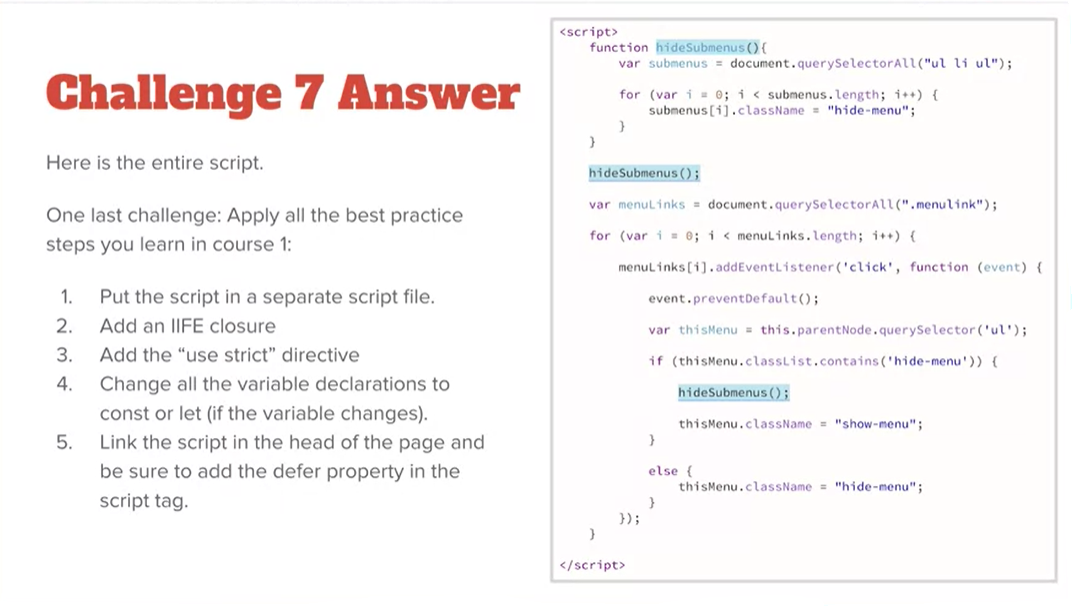 Challenge 7 Answer
Here is the entire script.
One last challenge: Apply all the best practice
steps you learn in course 1:
1. Put the script in a separate script file.
2. Add an IIFE closure
3. Add the “use strict” directive
4. Change all the variable declarations to
const or let (if the variable changes).
5. Link the script in the head of the page and
be sure to add the defer property in the
script tag.
<script>
function hideSubmenus(){
var submenus = document.querySelectorAll("ul li ul");
for (var i = 0; i < submenus.length; i++) {
submenus[i].className = "hide-menu";
}
}
hideSubmenus();
var menuLinks = document.querySelectorAll(".menulink");
for (var i = 0; i < menuLinks.length; i++) {
menuLinks[i].addEventListener('click', function (event) {
event.preventDefault();
var thisMenu = this.parentNode.querySelector('ul');
if (thisMenu.classList.contains('hide-menu')) {
hideSubmenus();
thisMenu.className = "show-menu";
}
else {
thisMenu.className = "hide-menu";
}
});
}
</script>